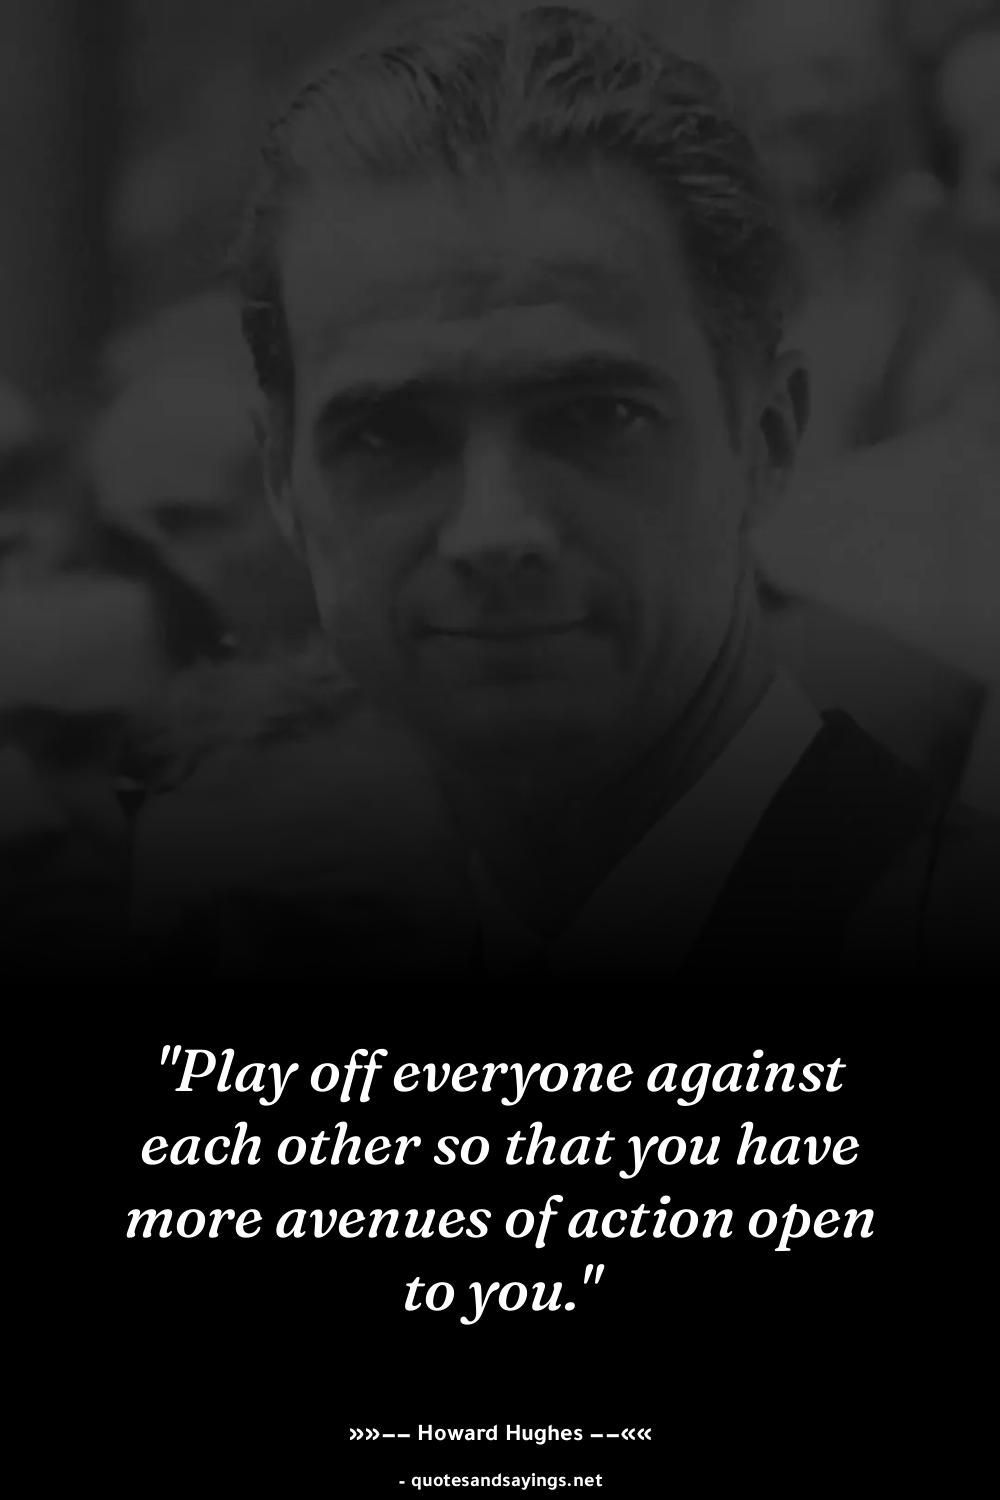 "Play off everyone against
each other so that you have
more avenues of action open
to you."
»»−− Howard Hughes −−««
- quotesandsayings.net